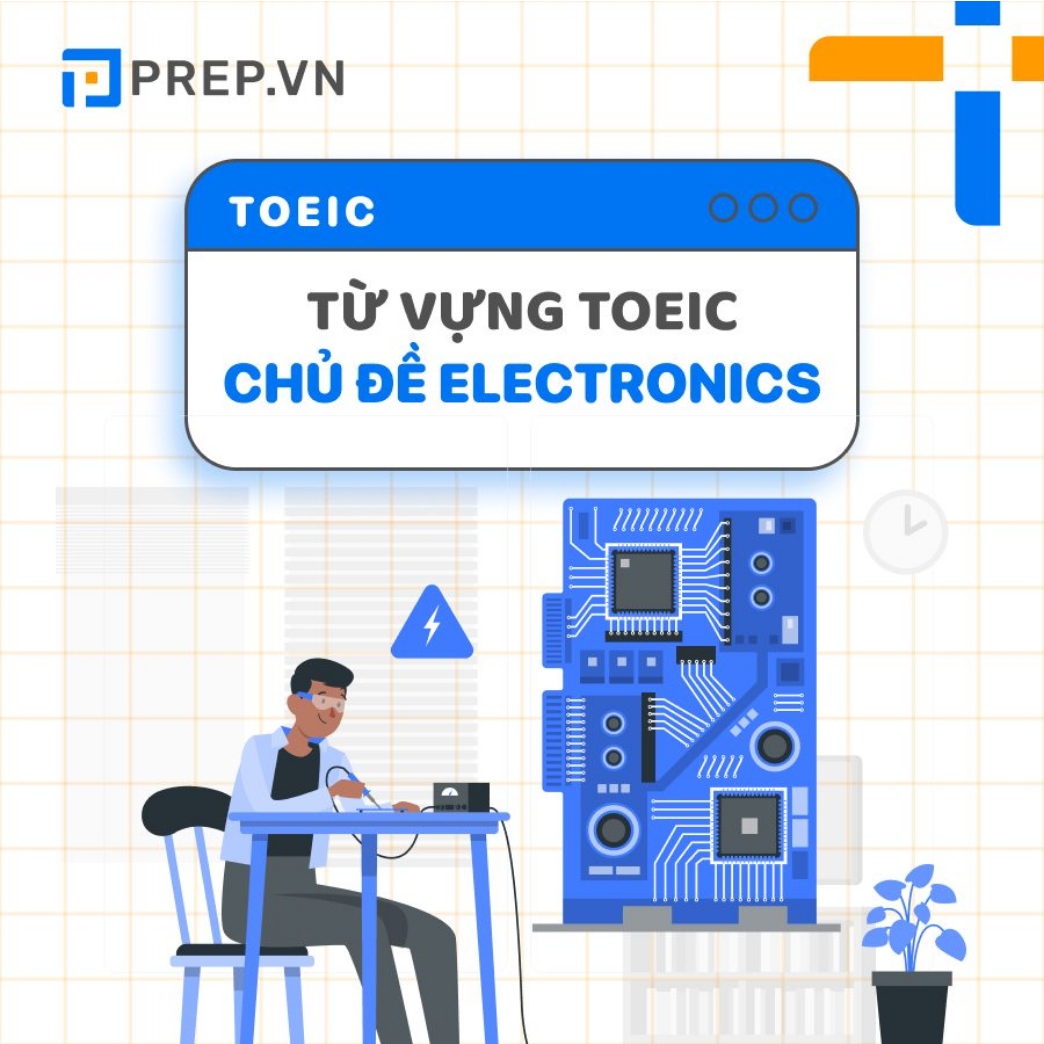 PREP.VN
TOEIC
TỪ VỰNG TOEIC
CHỦ ĐỀ ELECTRONICS